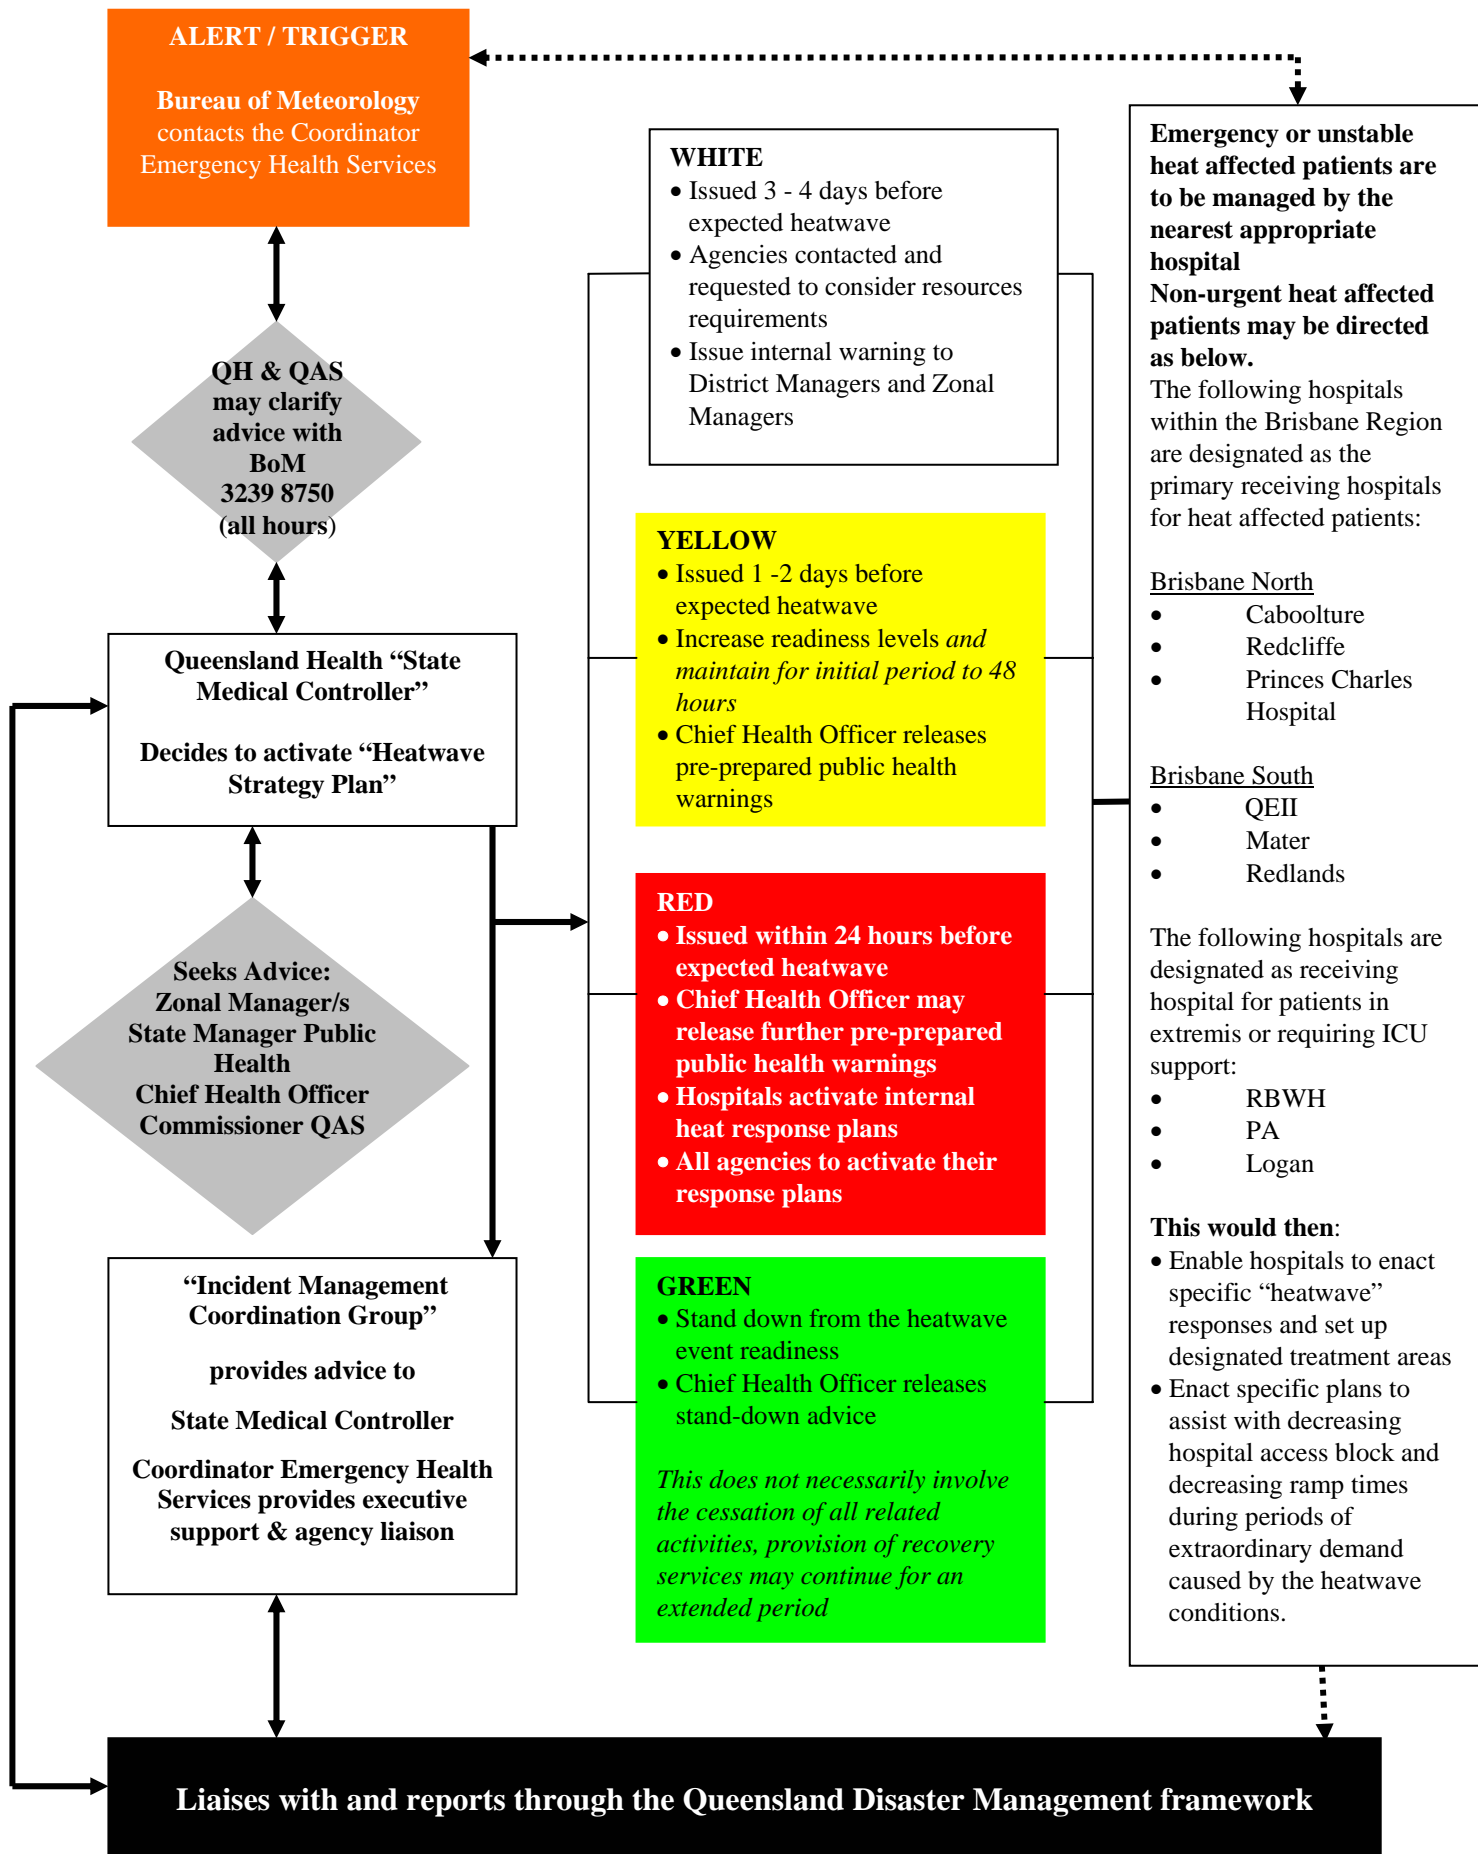 ALERT / TRIGGER
Bureau of Meteorology
contacts the Coordinator
Emergency Health Services
QH & QAS
may clarify
advice with
BoM
3239 8750
(all hours)
Queensland Health “State
Medical Controller”
Decides to activate “Heatwave
Strategy Plan”
Seeks Advice:
Zonal Manager/s
State Manager Public
Health
Chief Health Officer
Commissioner QAS
“Incident Management
Coordination Group”
provides advice to
State Medical Controller
Coordinator Emergency Health
Services provides executive
support & agency liaison
WHITE
• Issued 3 - 4 days before
expected heatwave
• Agencies contacted and
requested to consider resources
requirements
• Issue internal warning to
District Managers and Zonal
Managers
YELLOW
• Issued 1 -2 days before
expected heatwave
• Increase readiness levels and
maintain for initial period to 48
hours
• Chief Health Officer releases
pre-prepared public health
warnings
RED
• Issued within 24 hours before
expected heatwave
• Chief Health Officer may
release further pre-prepared
public health warnings
• Hospitals activate internal
heat response plans
• All agencies to activate their
response plans
GREEN
• Stand down from the heatwave
event readiness
• Chief Health Officer releases
stand-down advice
This does not necessarily involve
the cessation of all related
activities, provision of recovery
services may continue for an
extended period
Emergency or unstable
heat affected patients are
to be managed by the
nearest appropriate
hospital
Non-urgent heat affected
patients may be directed
as below.
The following hospitals
within the Brisbane Region
are designated as the
primary receiving hospitals
for heat affected patients:
Brisbane North
• Caboolture
• Redcliffe
• Princes Charles
Hospital
Brisbane South
• QEII
• Mater
• Redlands
The following hospitals are
designated as receiving
hospital for patients in
extremis or requiring ICU
support:
• RBWH
• PA
• Logan
This would then:
• Enable hospitals to enact
specific “heatwave”
responses and set up
designated treatment areas
• Enact specific plans to
assist with decreasing
hospital access block and
decreasing ramp times
during periods of
extraordinary demand
caused by the heatwave
conditions.
Liaises with and reports through the Queensland Disaster Management framework